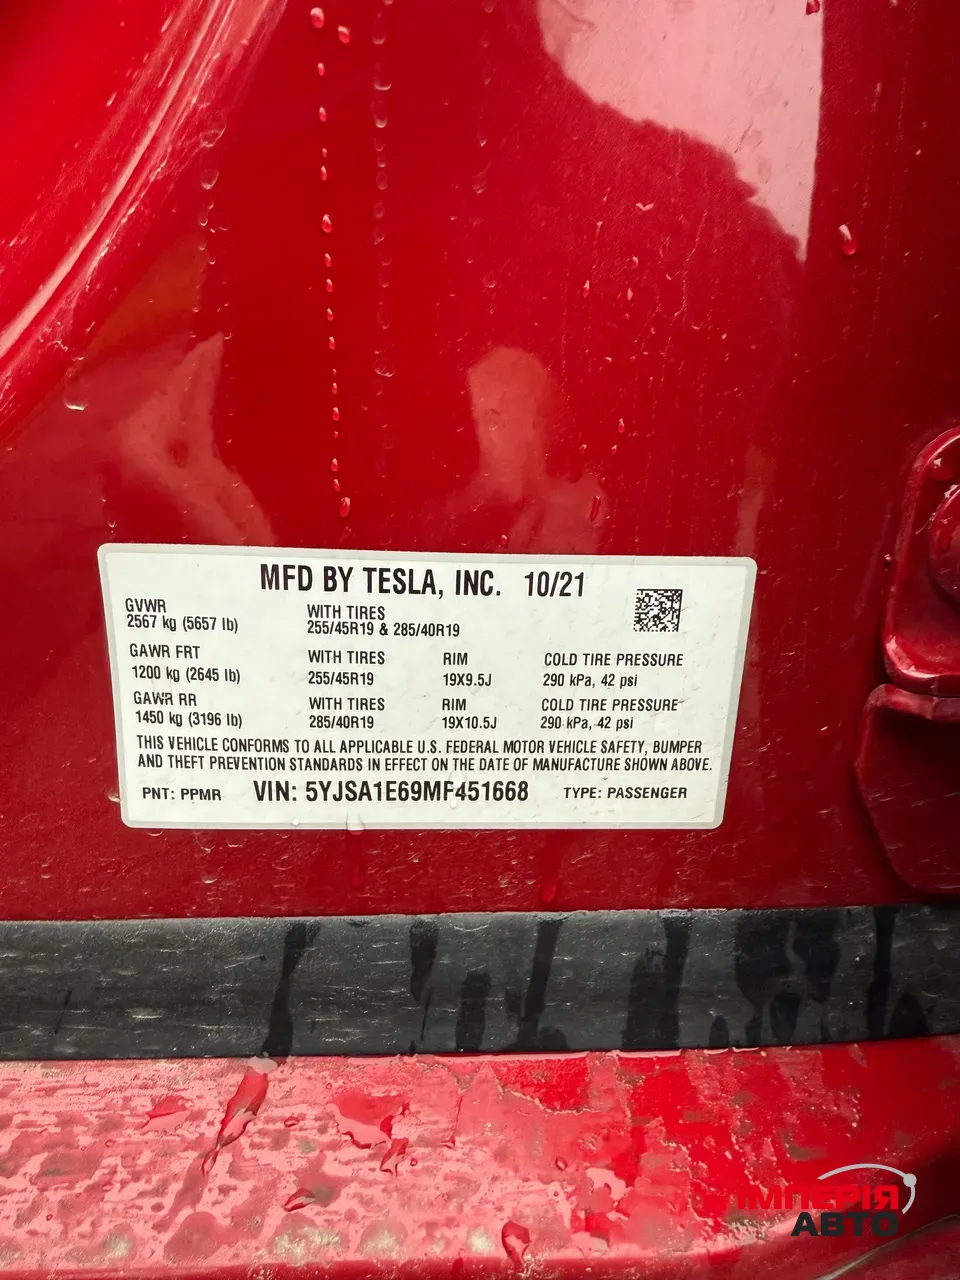 MFD BY TESLA, INC. 10/21
GVWR
2567 kg (5657 lb)
WITH TIRES
255/45R19 & 285/40R19
GAWR FRT
1200 kg (2645 lb)
WITH TIRES
255/45R19
RIM
19X9.5J
COLD TIRE PRESSURE
290 kPa, 42 psi
GAWR RR
1450 kg (3196 lb)
WITH TIRES
285/40R19
RIM
19X10.5J
COLD TIRE PRESSURE
290 kPa, 42 psi
THIS VEHICLE CONFORMS TO ALL APPLICABLE U.S. FEDERAL MOTOR VEHICLE SAFETY, BUMPER
AND THEFT PREVENTION STANDARDS IN EFFECT ON THE DATE OF MANUFACTURE SHOWN ABOVE.
PNT: PPMR VIN: 5YJSA1E69MF451668 TYPE: PASSENGER
ІМПЕРІЯ
АВТО